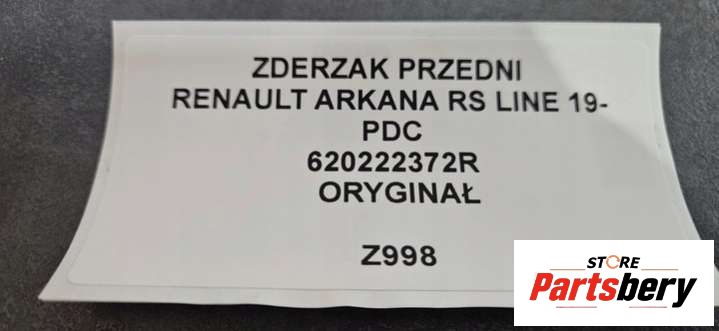 ZDERZAK PRZEDNI
RENAULT ARKANA RS LINE 19-
PDC
620222372R
ORYGINAŁ
Z998
STORE
Partsbery